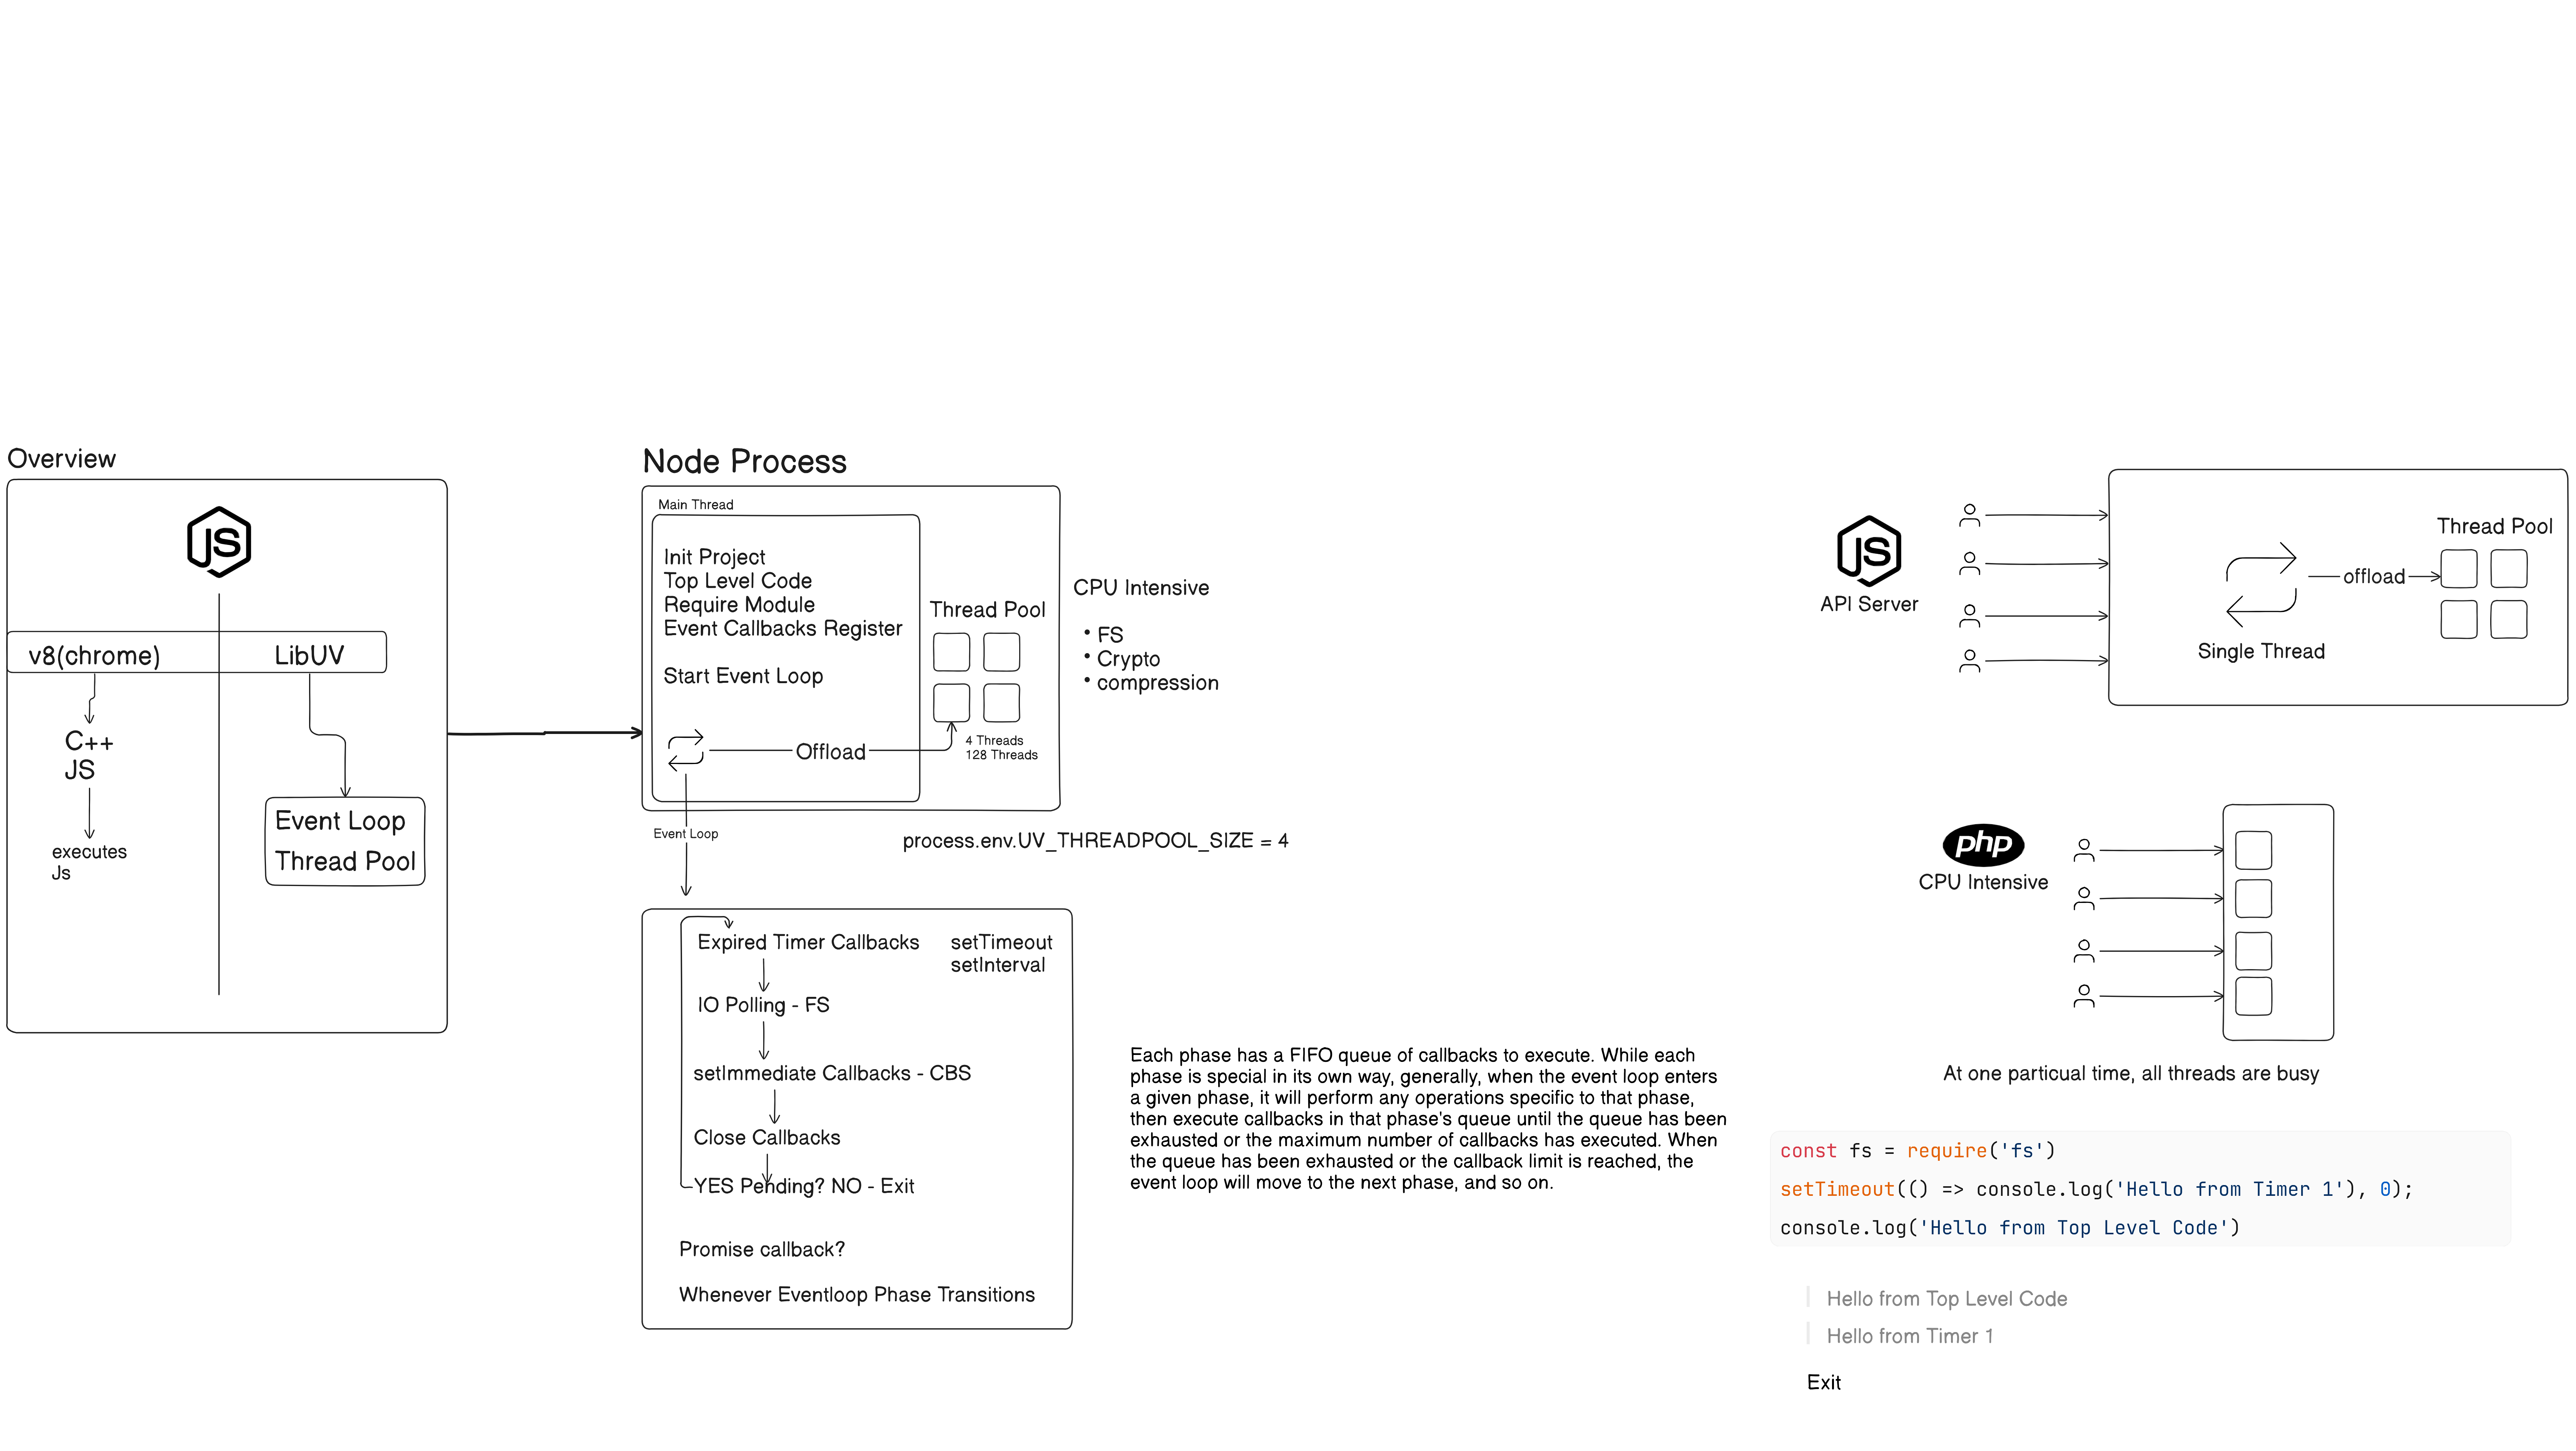 Overview
JS
v8(chrome)
LibUV
C++
JS
executes
Js
Event Loop
Thread Pool
Node Process
Main Thread
Init Project
Top Level Code
Require Module
Event Callbacks Register
Start Event Loop
Offload
Thread Pool
4 Threads
128 Threads
CPU Intensive
• FS
• Crypto
• compression
Event Loop
process.env.UV_THREADPOOL_SIZE = 4
Expired Timer Callbacks
setTimeout
setInterval
IO Polling - FS
setImmediate Callbacks - CBS
Close Callbacks
YES Pending? NO - Exit
Promise callback?
Whenever Eventloop Phase Transitions
Each phase has a FIFO queue of callbacks to execute. While each
phase is special in its own way, generally, when the event loop enters
a given phase, it will perform any operations specific to that phase,
then execute callbacks in that phase's queue until the queue has been
exhausted or the maximum number of callbacks has executed. When
the queue has been exhausted or the callback limit is reached, the
event loop will move to the next phase, and so on.
JS
API Server
Single Thread
offload
Thread Pool
php
CPU Intensive
At one particual time, all threads are busy
const fs = require('fs')
setTimeout(() => console.log('Hello from Timer 1'), 0);
console.log('Hello from Top Level Code')
Hello from Top Level Code
Hello from Timer 1
Exit